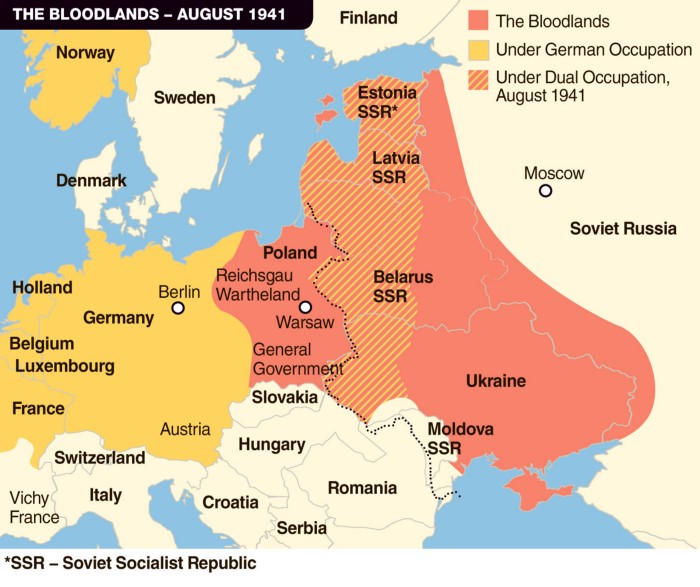 THE BLOODLANDS – AUGUST 1941
The Bloodlands
Under German Occupation
Under Dual Occupation,
August 1941
Finland
Norway
Sweden
Estonia
SSR*
Latvia
SSR
Denmark
Moscow
Soviet Russia
Poland
Reichsgau
Wartheland
Belarus
SSR
Holland
Berlin
Germany
Warsaw
Belgium
Luxembourg
General
Government
Slovakia
Ukraine
France
Austria
Moldova
SSR
Switzerland
Hungary
Vichy
France
Italy
Croatia
Romania
Serbia
*SSR – Soviet Socialist Republic